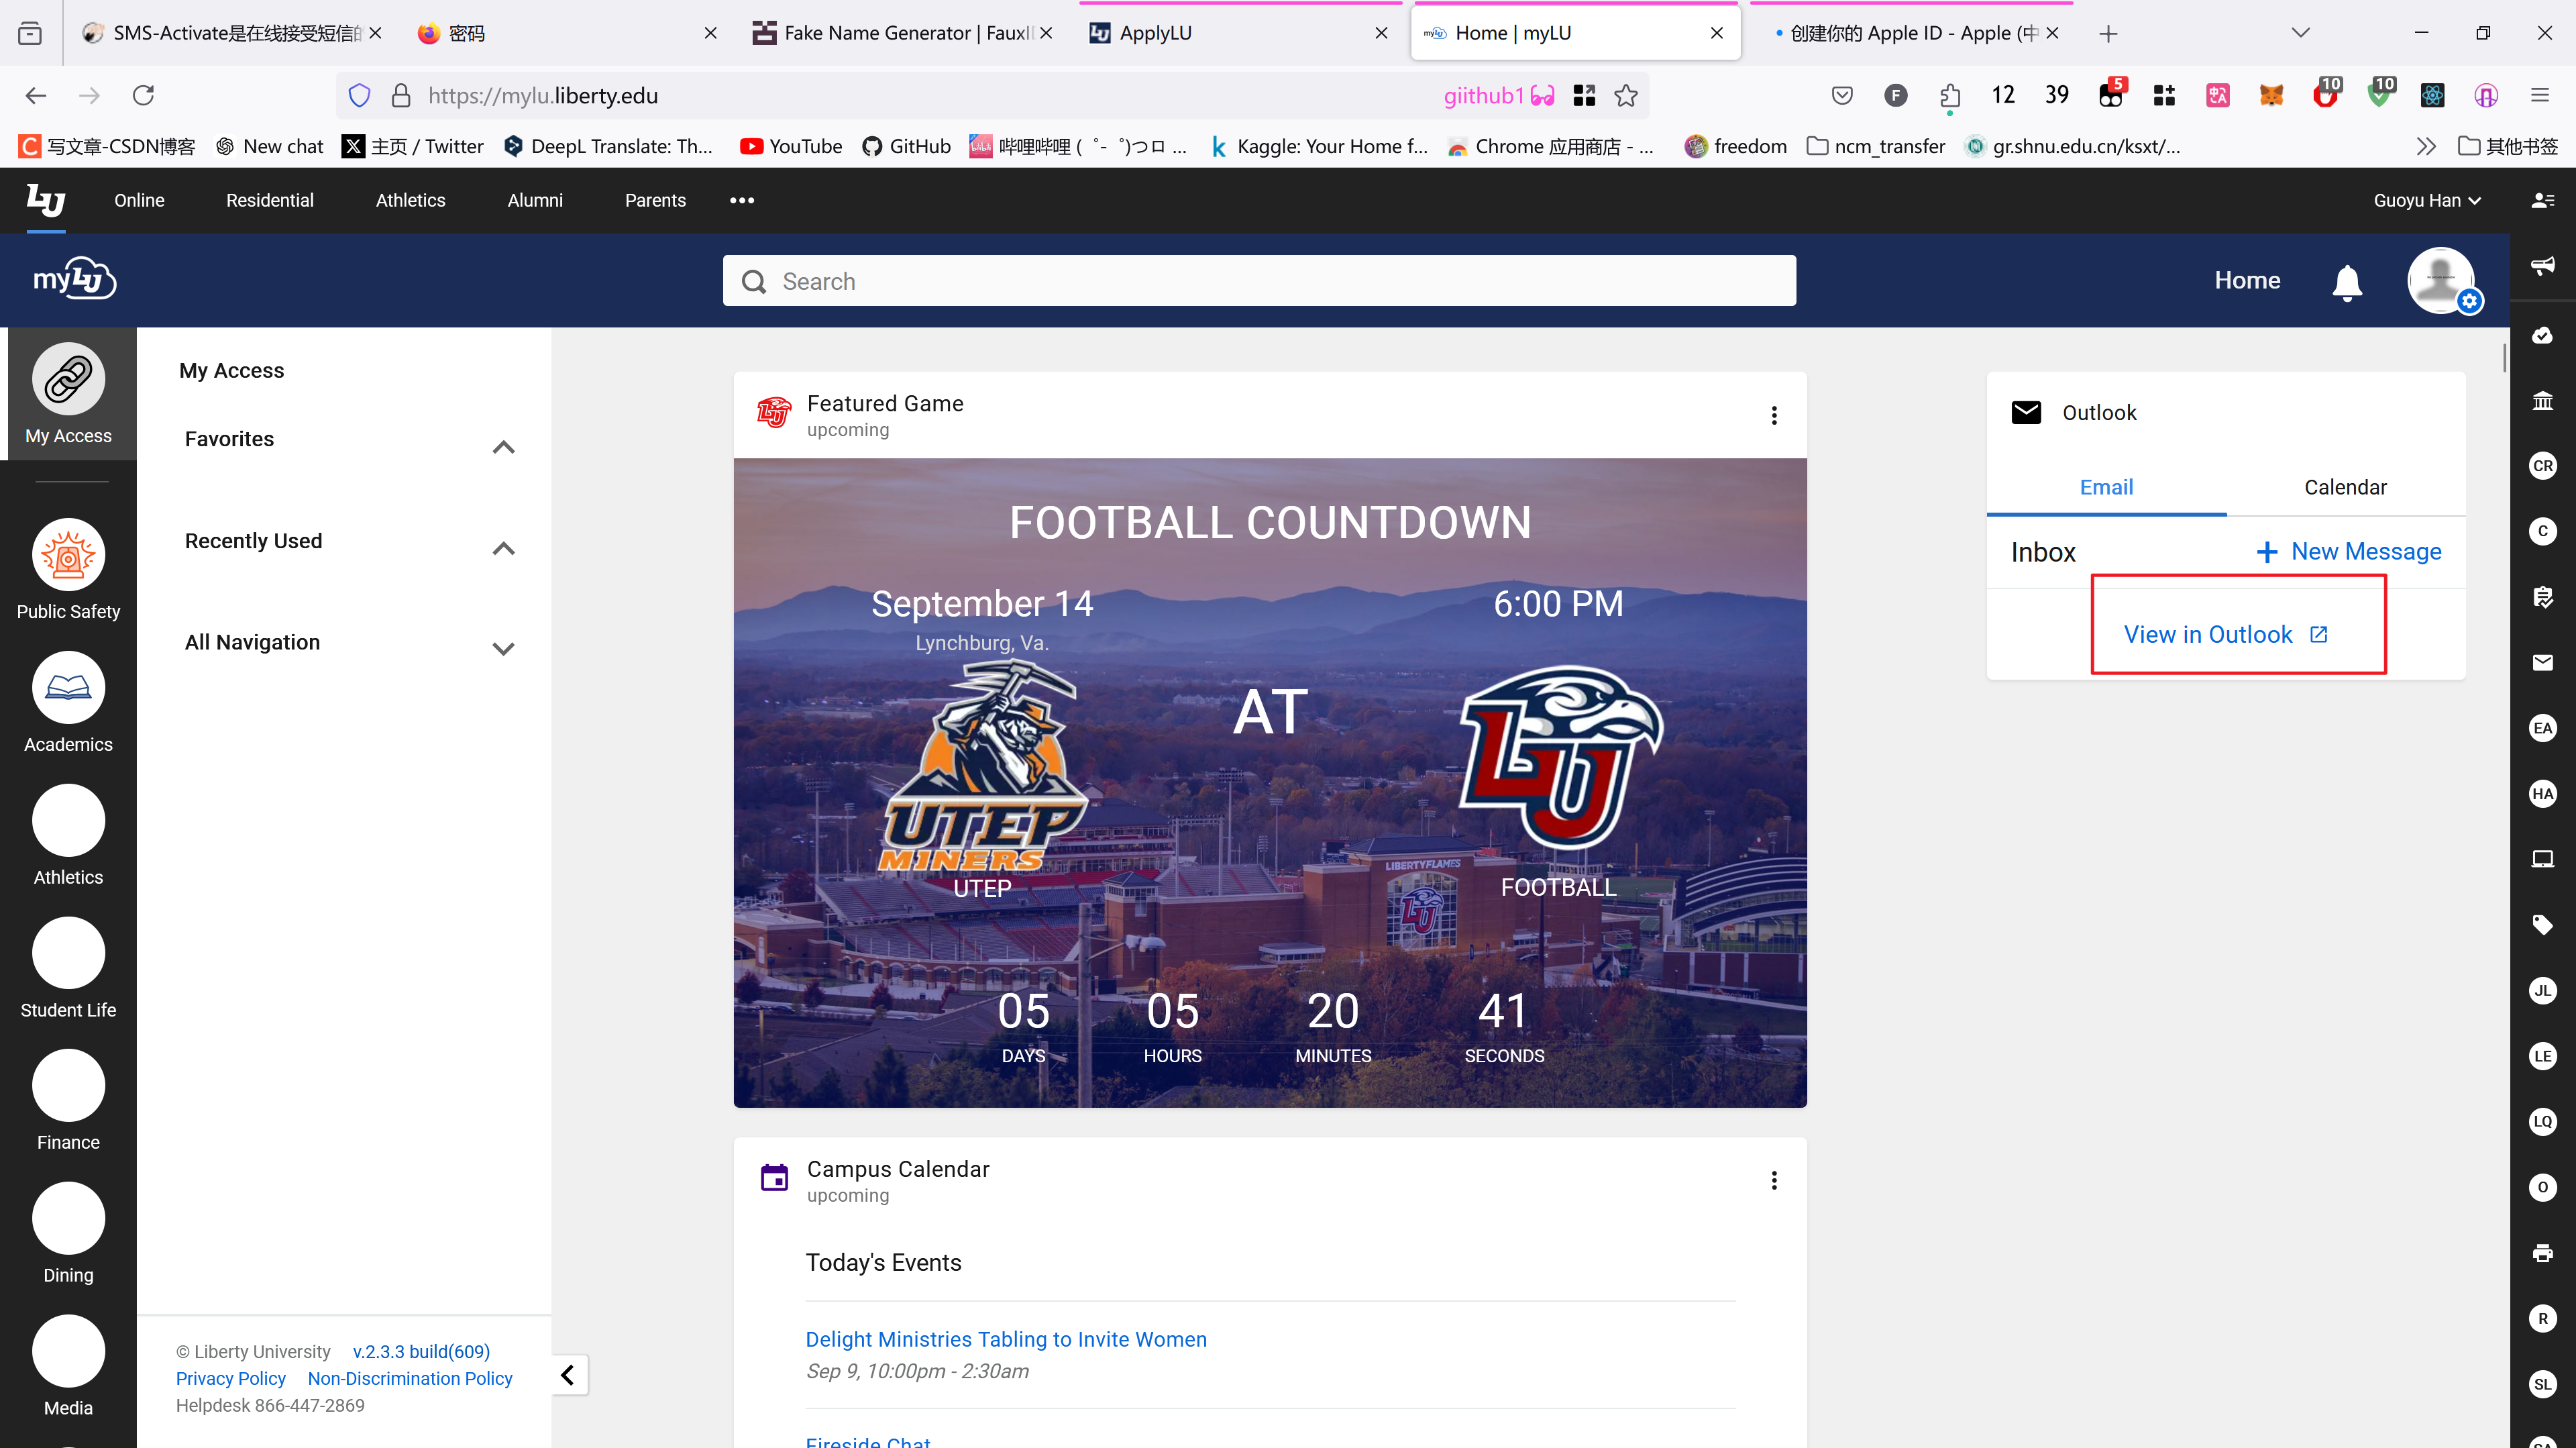 SMS-Activate是在线接受短信的
密码
Fake Name Generator | FauxI
ApplyLU
Home | myLU
创建你的 Apple ID - Apple (中
https://mylu.liberty.edu
giithub1
F
12
39
5
10
10
写文章-CSDN博客
New chat
主页 / Twitter
DeepL Translate: Th...
YouTube
GitHub
哔哩哔哩 (゜-゜)つロ ...
Kaggle: Your Home f...
Chrome 应用商店 - ...
freedom
ncm_transfer
gr.shnu.edu.cn/ksxt/...
其他书签
LU
Online
Residential
Athletics
Alumni
Parents
Guoyu Han
myLU
Search
Home
My Access
Public Safety
Academics
Athletics
Student Life
Finance
Dining
Media
My Access
Favorites
Recently Used
All Navigation
© Liberty University
v.2.3.3 build(609)
Privacy Policy
Non-Discrimination Policy
Helpdesk 866-447-2869
Featured Game
upcoming
FOOTBALL COUNTDOWN
September 14
6:00 PM
Lynchburg, Va.
AT
UTEP
MINERS
LU
UTEP
FOOTBALL
LIBERTY FLAMES
LU
05
05
20
41
DAYS
HOURS
MINUTES
SECONDS
Campus Calendar
upcoming
Today's Events
Delight Ministries Tabling to Invite Women
Sep 9, 10:00pm - 2:30am
Fireside Chat
Outlook
Email
Calendar
Inbox
New Message
View in Outlook
CR
C
EA
HA
JL
LE
LQ
O
R
SL